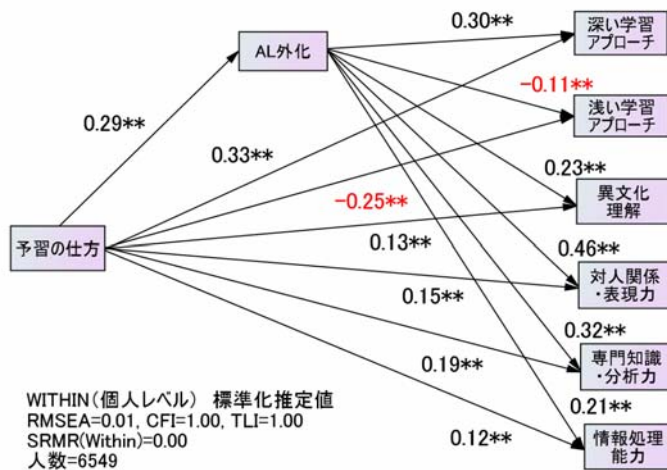 0.30**
深い学習
アプローチ
AL外化
-0.11**
浅い学習
アプローチ
0.29**
0.33**
0.23**
異文化
理解
-0.25**
予習の仕方
0.13**
0.46**
対人関係
・表現力
0.15**
0.32**
専門知識
・分析力
0.19**
0.21**
情報処理
能力
0.12**
WITHIN(個人レベル) 標準化推定値
RMSEA=0.01, CFI=1.00, TLI=1.00
SRMR(Within)=0.00
人数=6549